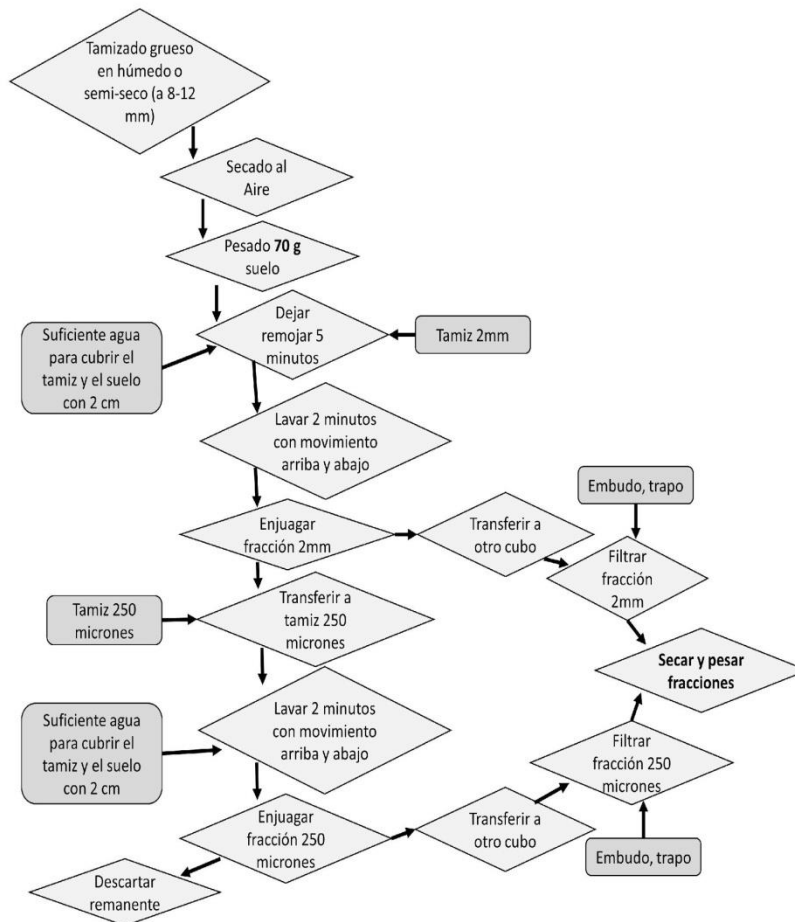 Tamizado grueso
en húmedo o
semi-seco (a 8-12
mm)
Secado al
Aire
Pesado 70 g
suelo
Dejar
remojar 5
minutos
Tamiz 2mm
Suficiente agua
para cubrir el
tamiz y el suelo
con 2 cm
Lavar 2 minutos
con movimiento
arriba y abajo
Embudo, trapo
Enjuagar
fracción 2mm
Transferir a
otro cubo
Filtrar
fracción
2mm
Tamiz 250
micrones
Transferir a
tamiz 250
micrones
Secar y pesar
fracciones
Suficiente agua
para cubrir el
tamiz y el suelo
con 2 cm
Lavar 2 minutos
con movimiento
arriba y abajo
Filtrar
fracción 250
micrones
Enjuagar
fracción 250
micrones
Transferir a
otro cubo
Embudo, trapo
Descartar
remanente